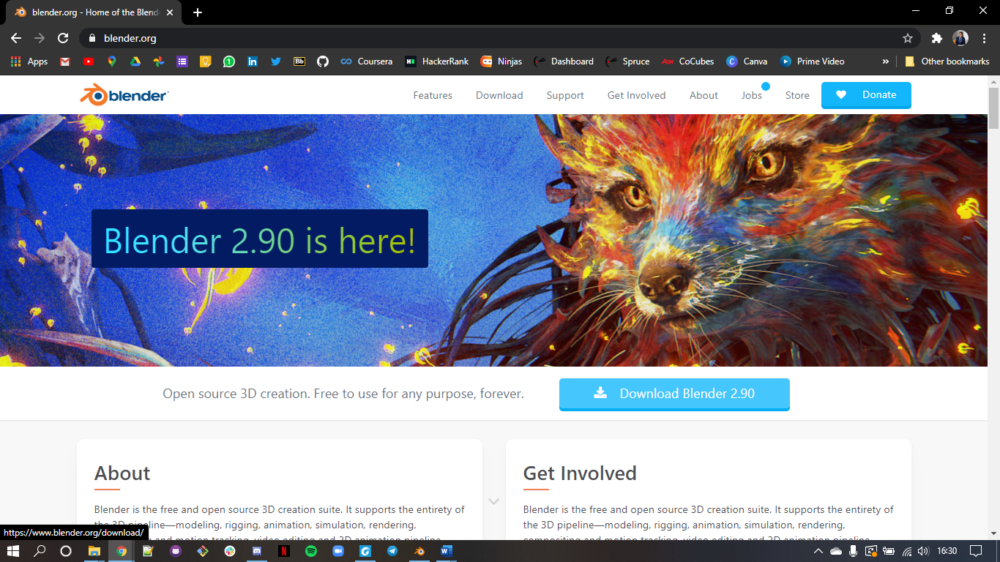 blender.org - Home of the Blend
blender.org
Apps
Coursera
HackerRank
Ninjas
Dashboard
Spruce
CoCubes
Canva
Prime Video
»
Other bookmarks
blender
Features
Download
Support
Get Involved
About
Jobs
Store
Donate
Blender 2.90 is here!
Open source 3D creation. Free to use for any purpose, forever.
Download Blender 2.90
About
Blender is the free and open source 3D creation suite. It supports the entirety of
the 3D pipeline—modeling, rigging, animation, simulation, rendering,
and motion tracking, video editing and 2D animation pipeline
Get Involved
Blender is the free and open source 3D creation suite. It supports the entirety of
the 3D pipeline—modeling, rigging, animation, simulation, rendering,
compositing and motion tracking, video editing and 2D animation pipeline
https://www.blender.org/download/
16:30